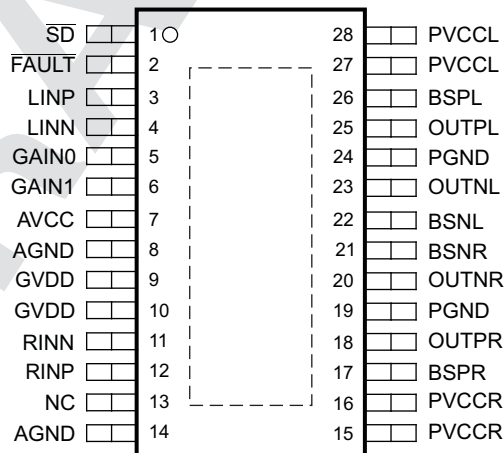 SD 1 28 PVCCL
FAULT 2 27 PVCCL
LINP 3 26 BSPL
LINN 4 25 OUTPL
GAIN0 5 24 PGND
GAIN1 6 23 OUTNL
AVCC 7 22 BSNL
AGND 8 21 BSNR
GVDD 9 20 OUTNR
GVDD 10 19 PGND
RINN 11 18 OUTPR
RINP 12 17 BSPR
NC 13 16 PVCCR
AGND 14 15 PVCCR